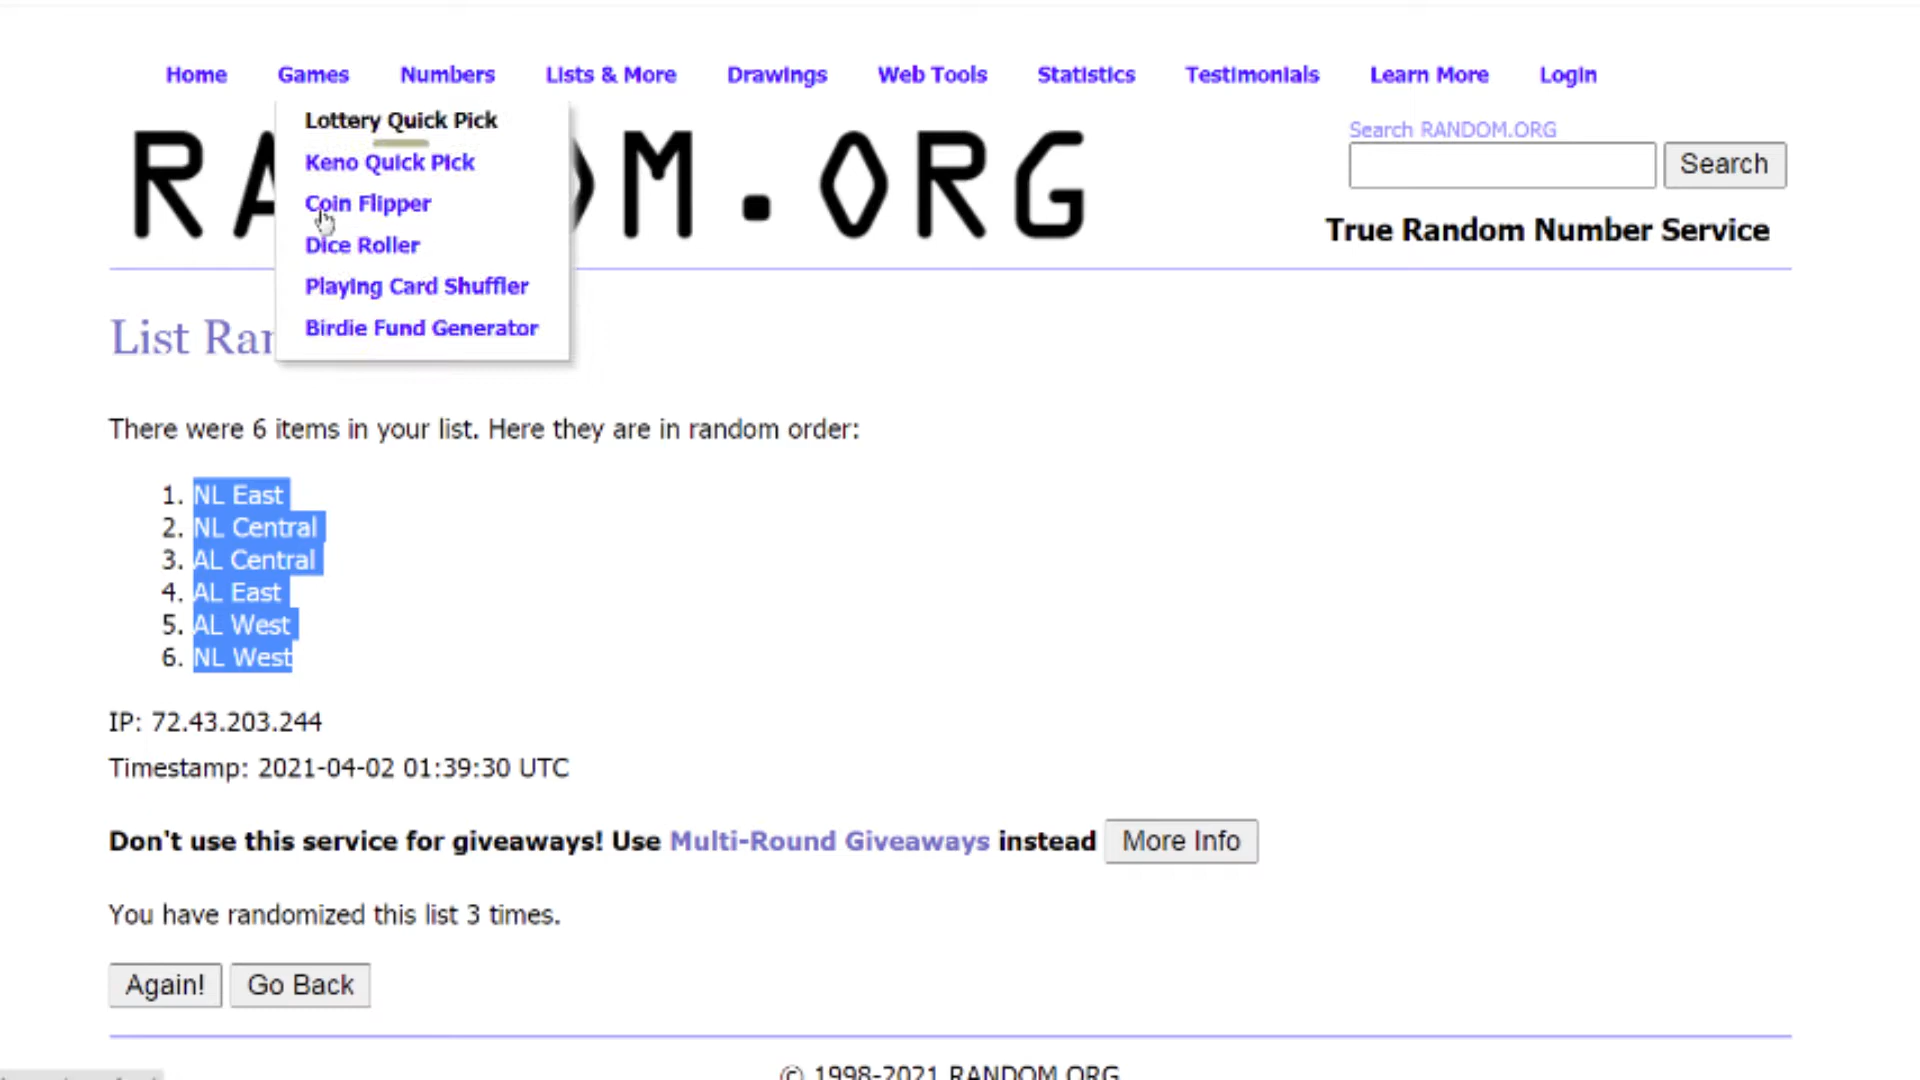 Home Games Numbers Lists & More Drawings Web Tools Statistics Testimonials Learn More Login
Lottery Quick Pick
Keno Quick Pick
Coin Flipper
Dice Roller
Playing Card Shuffler
Birdie Fund Generator
RA M.ORG
Search RANDOM.ORG
Search
True Random Number Service
List Ran
There were 6 items in your list. Here they are in random order:
1. NL East
2. NL Central
3. AL Central
4. AL East
5. AL West
6. NL West
IP: 72.43.203.244
Timestamp: 2021-04-02 01:39:30 UTC
Don't use this service for giveaways! Use Multi-Round Giveaways instead More Info
You have randomized this list 3 times.
Again! Go Back
© 1998-2021 RANDOM.ORG